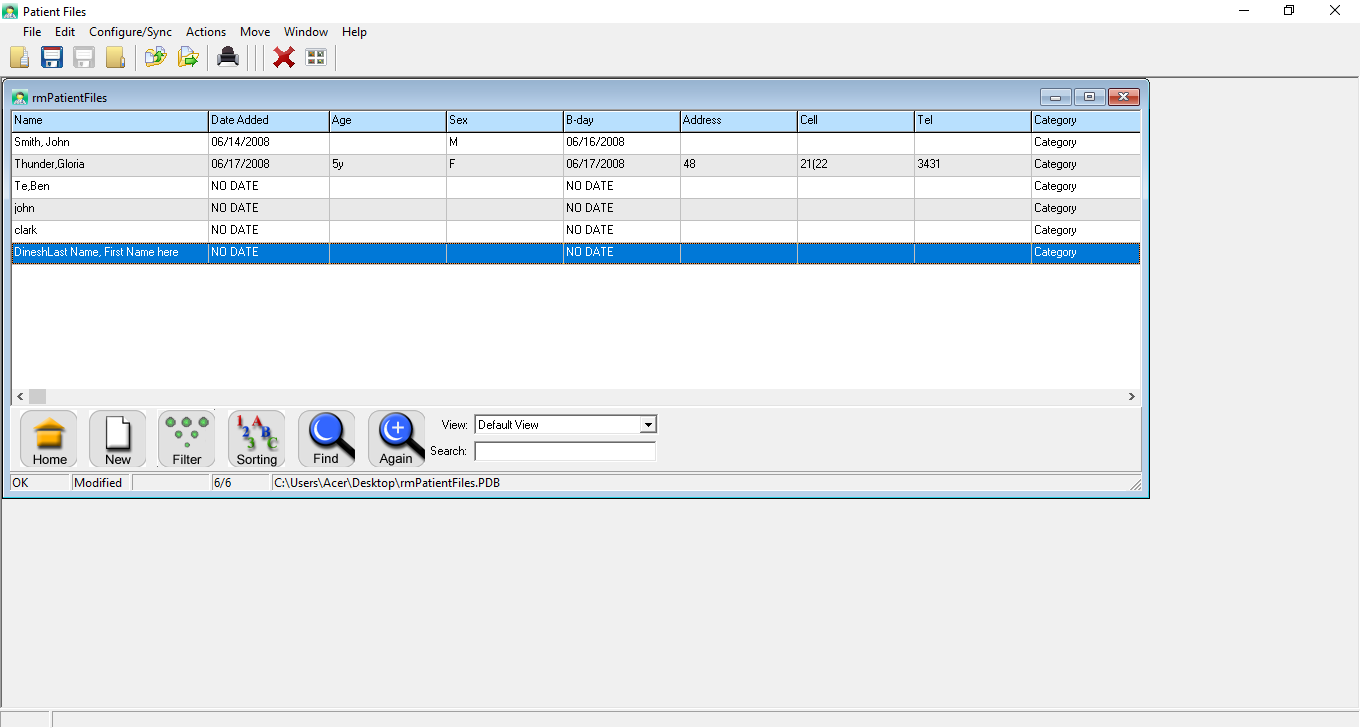 Patient Files
File Edit Configure/Sync Actions Move Window Help
rmPatientFiles
Name Date Added Age Sex B-day Address Cell Tel Category
Smith, John 06/14/2008 M 06/16/2008 Category
Thunder,Gloria 06/17/2008 5y F 06/17/2008 48 21(22 3431 Category
Te,Ben NO DATE NO DATE Category
john NO DATE NO DATE Category
clark NO DATE NO DATE Category
DineshLast Name, First Name here NO DATE NO DATE Category
Home New Filter Sorting Find Again
View: Default View
Search:
OK Modified 6/6 C:\Users\Acer\Desktop\rmPatientFiles.PDB